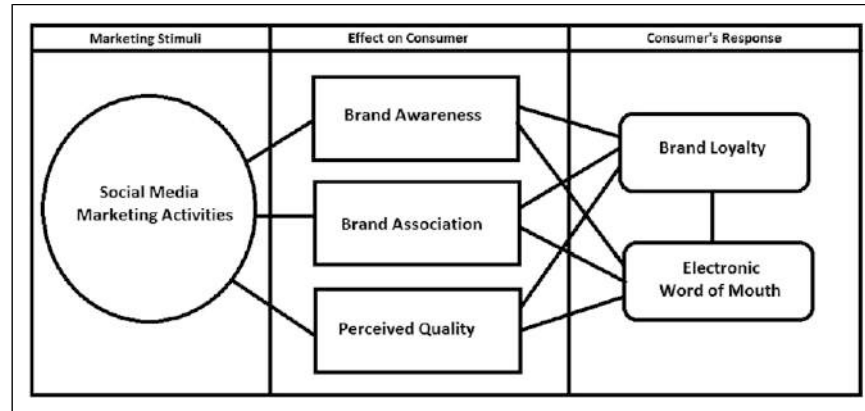 Marketing Stimuli
Effect on Consumer
Consumer's Response
Brand Awareness
Social Media
Marketing Activities
Brand Association
Perceived Quality
Brand Loyalty
Electronic
Word of Mouth